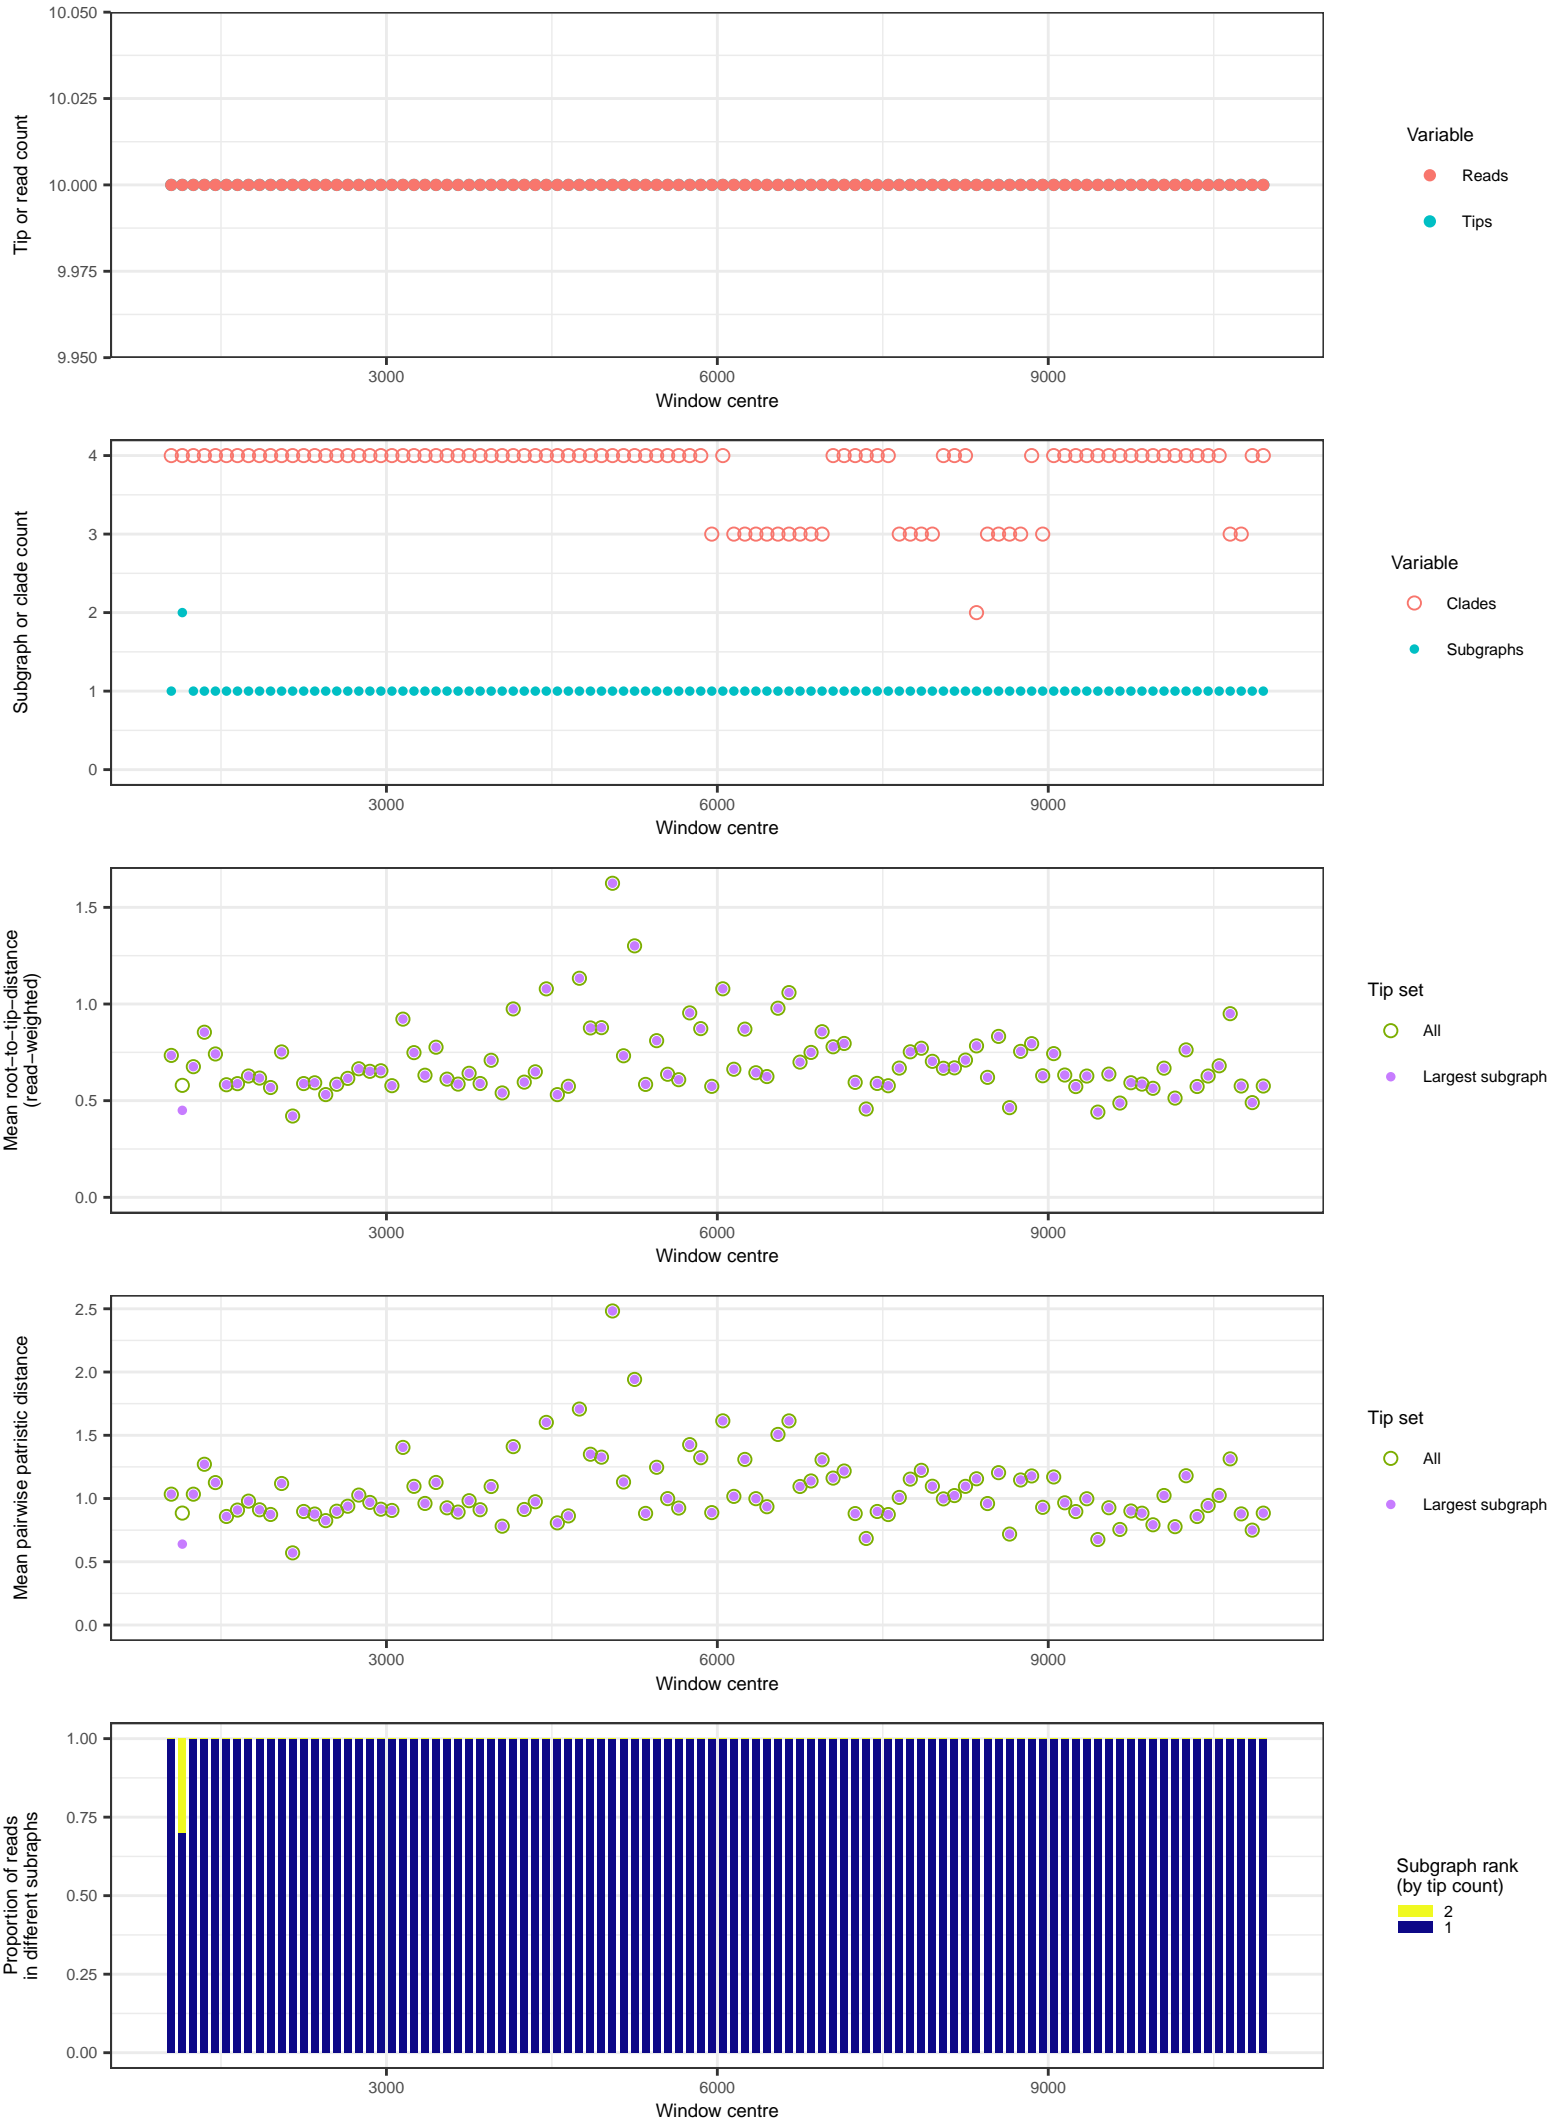 10.050
10.025
10.000
9.975
9.950
Tip or read count
3000
6000
9000
Window centre
Variable
Reads
Tips
4
3
2
1
0
Subgraph or clade count
3000
6000
9000
Window centre
Variable
Clades
Subgraphs
1.5
1.0
0.5
0.0
Mean root−to−tip−distance
(read−weighted)
3000
6000
9000
Window centre
Tip set
All
Largest subgraph
2.5
2.0
1.5
1.0
0.5
0.0
Mean pairwise patristic distance
3000
6000
9000
Window centre
Tip set
All
Largest subgraph
1.00
0.75
0.50
0.25
0.00
Proportion of reads
in different subraphs
3000
6000
9000
Window centre
Subgraph rank
(by tip count)
2
1